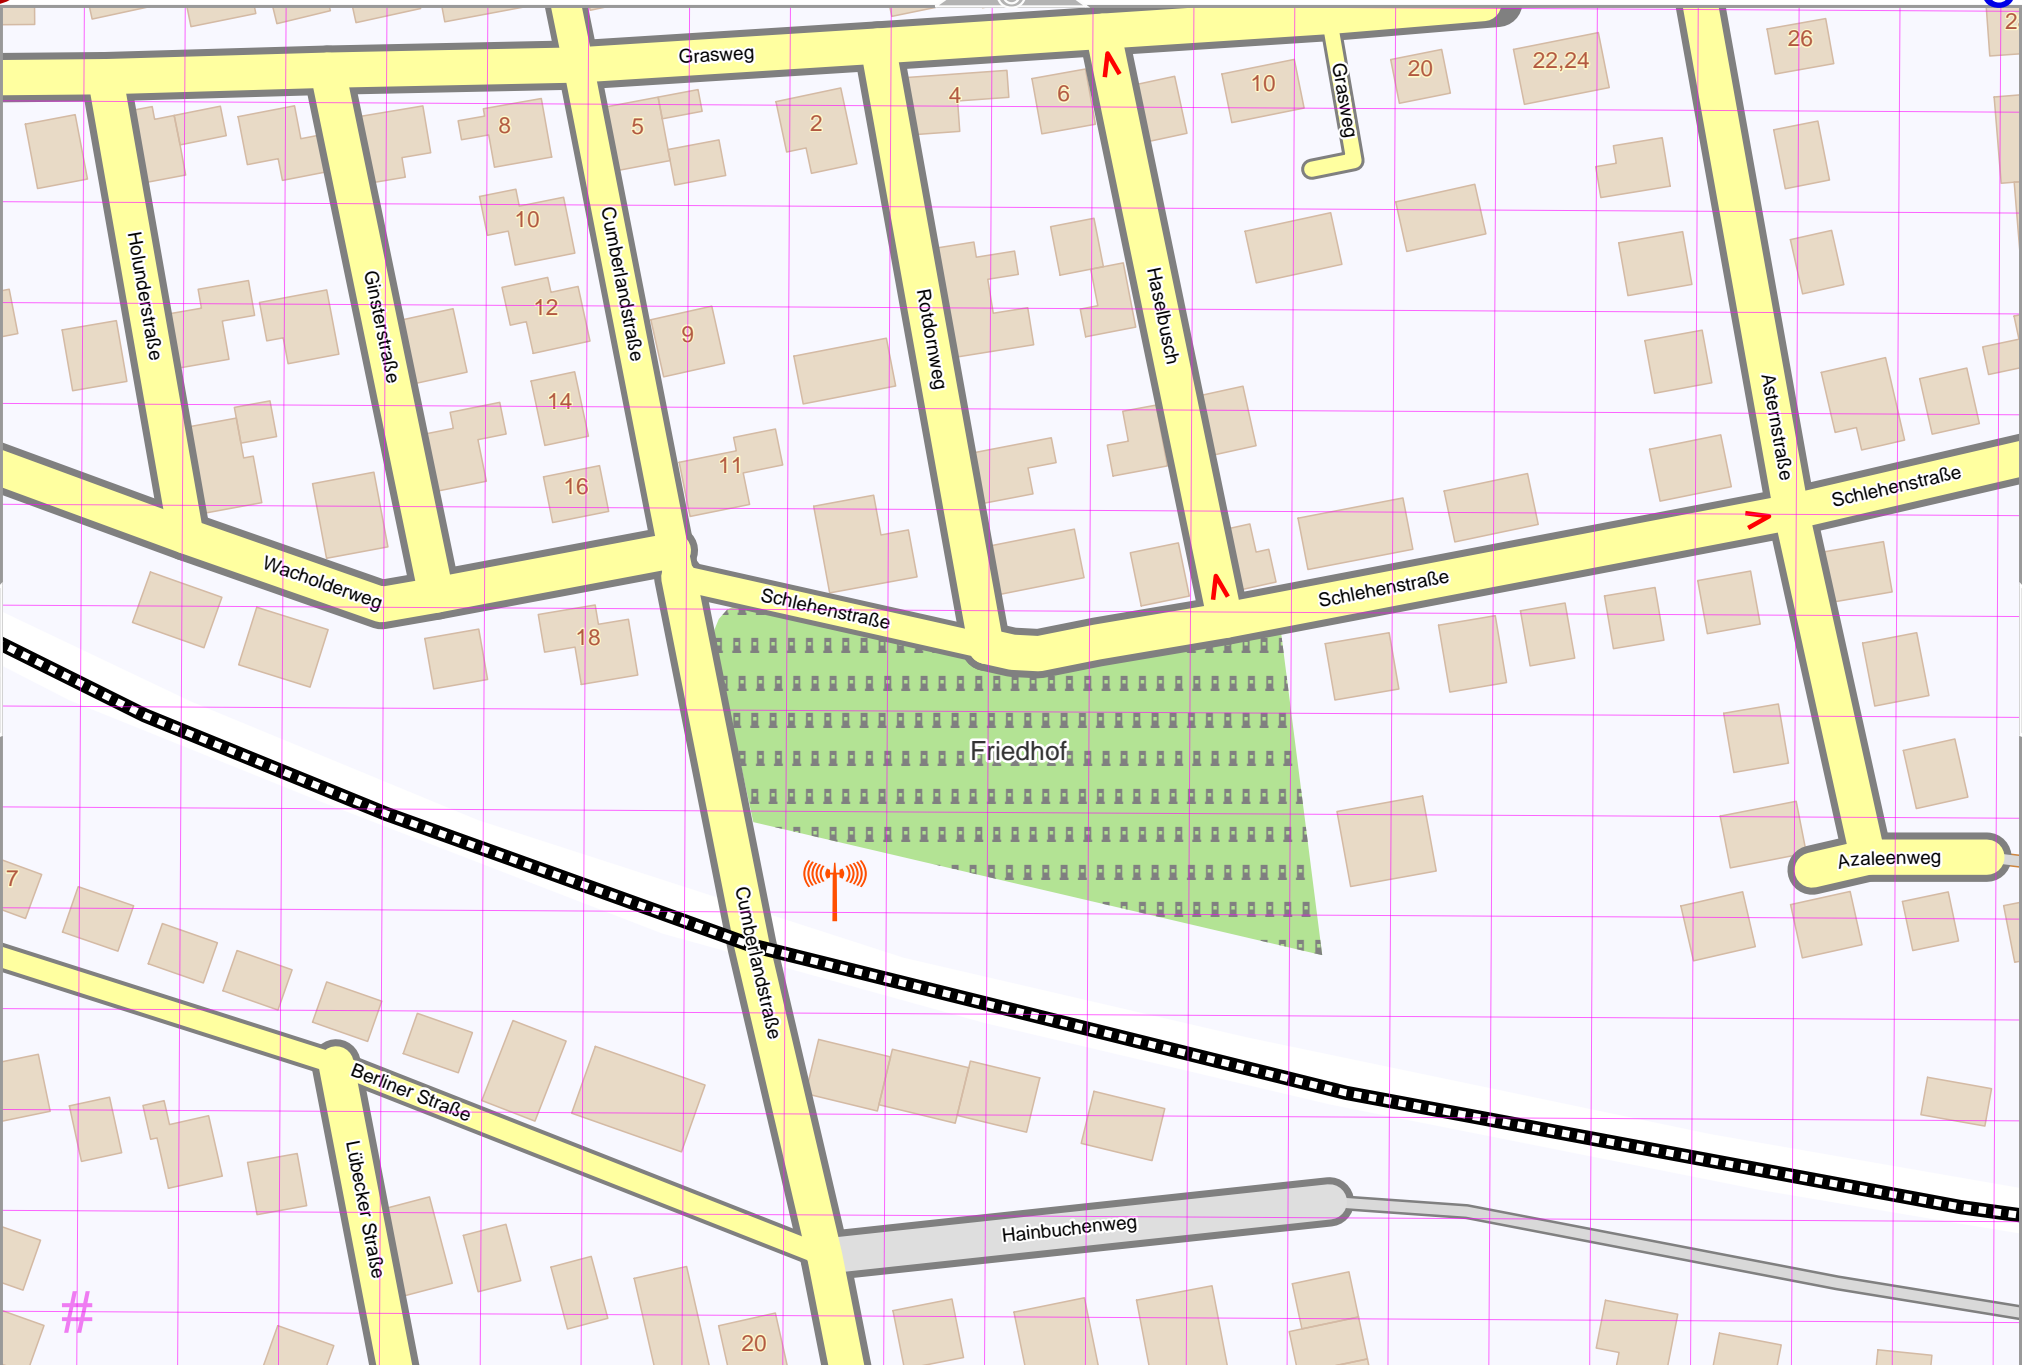 2
26
Grasweg
22,24
20
10
Grasweg
4
6
8
5
2
10
Cumberlandstraße
Holunderstraße
Ginsterstraße
12
9
Rotdornweg
Haselbusch
14
Asternstraße
11
16
Schlehenstraße
Wacholderweg
Schlehenstraße
Schlehenstraße
18
Friedhof
7
Azaleenweg
Cumberlandstraße
Berliner Straße
Lübecker Straße
Hainbuchenweg
#
20